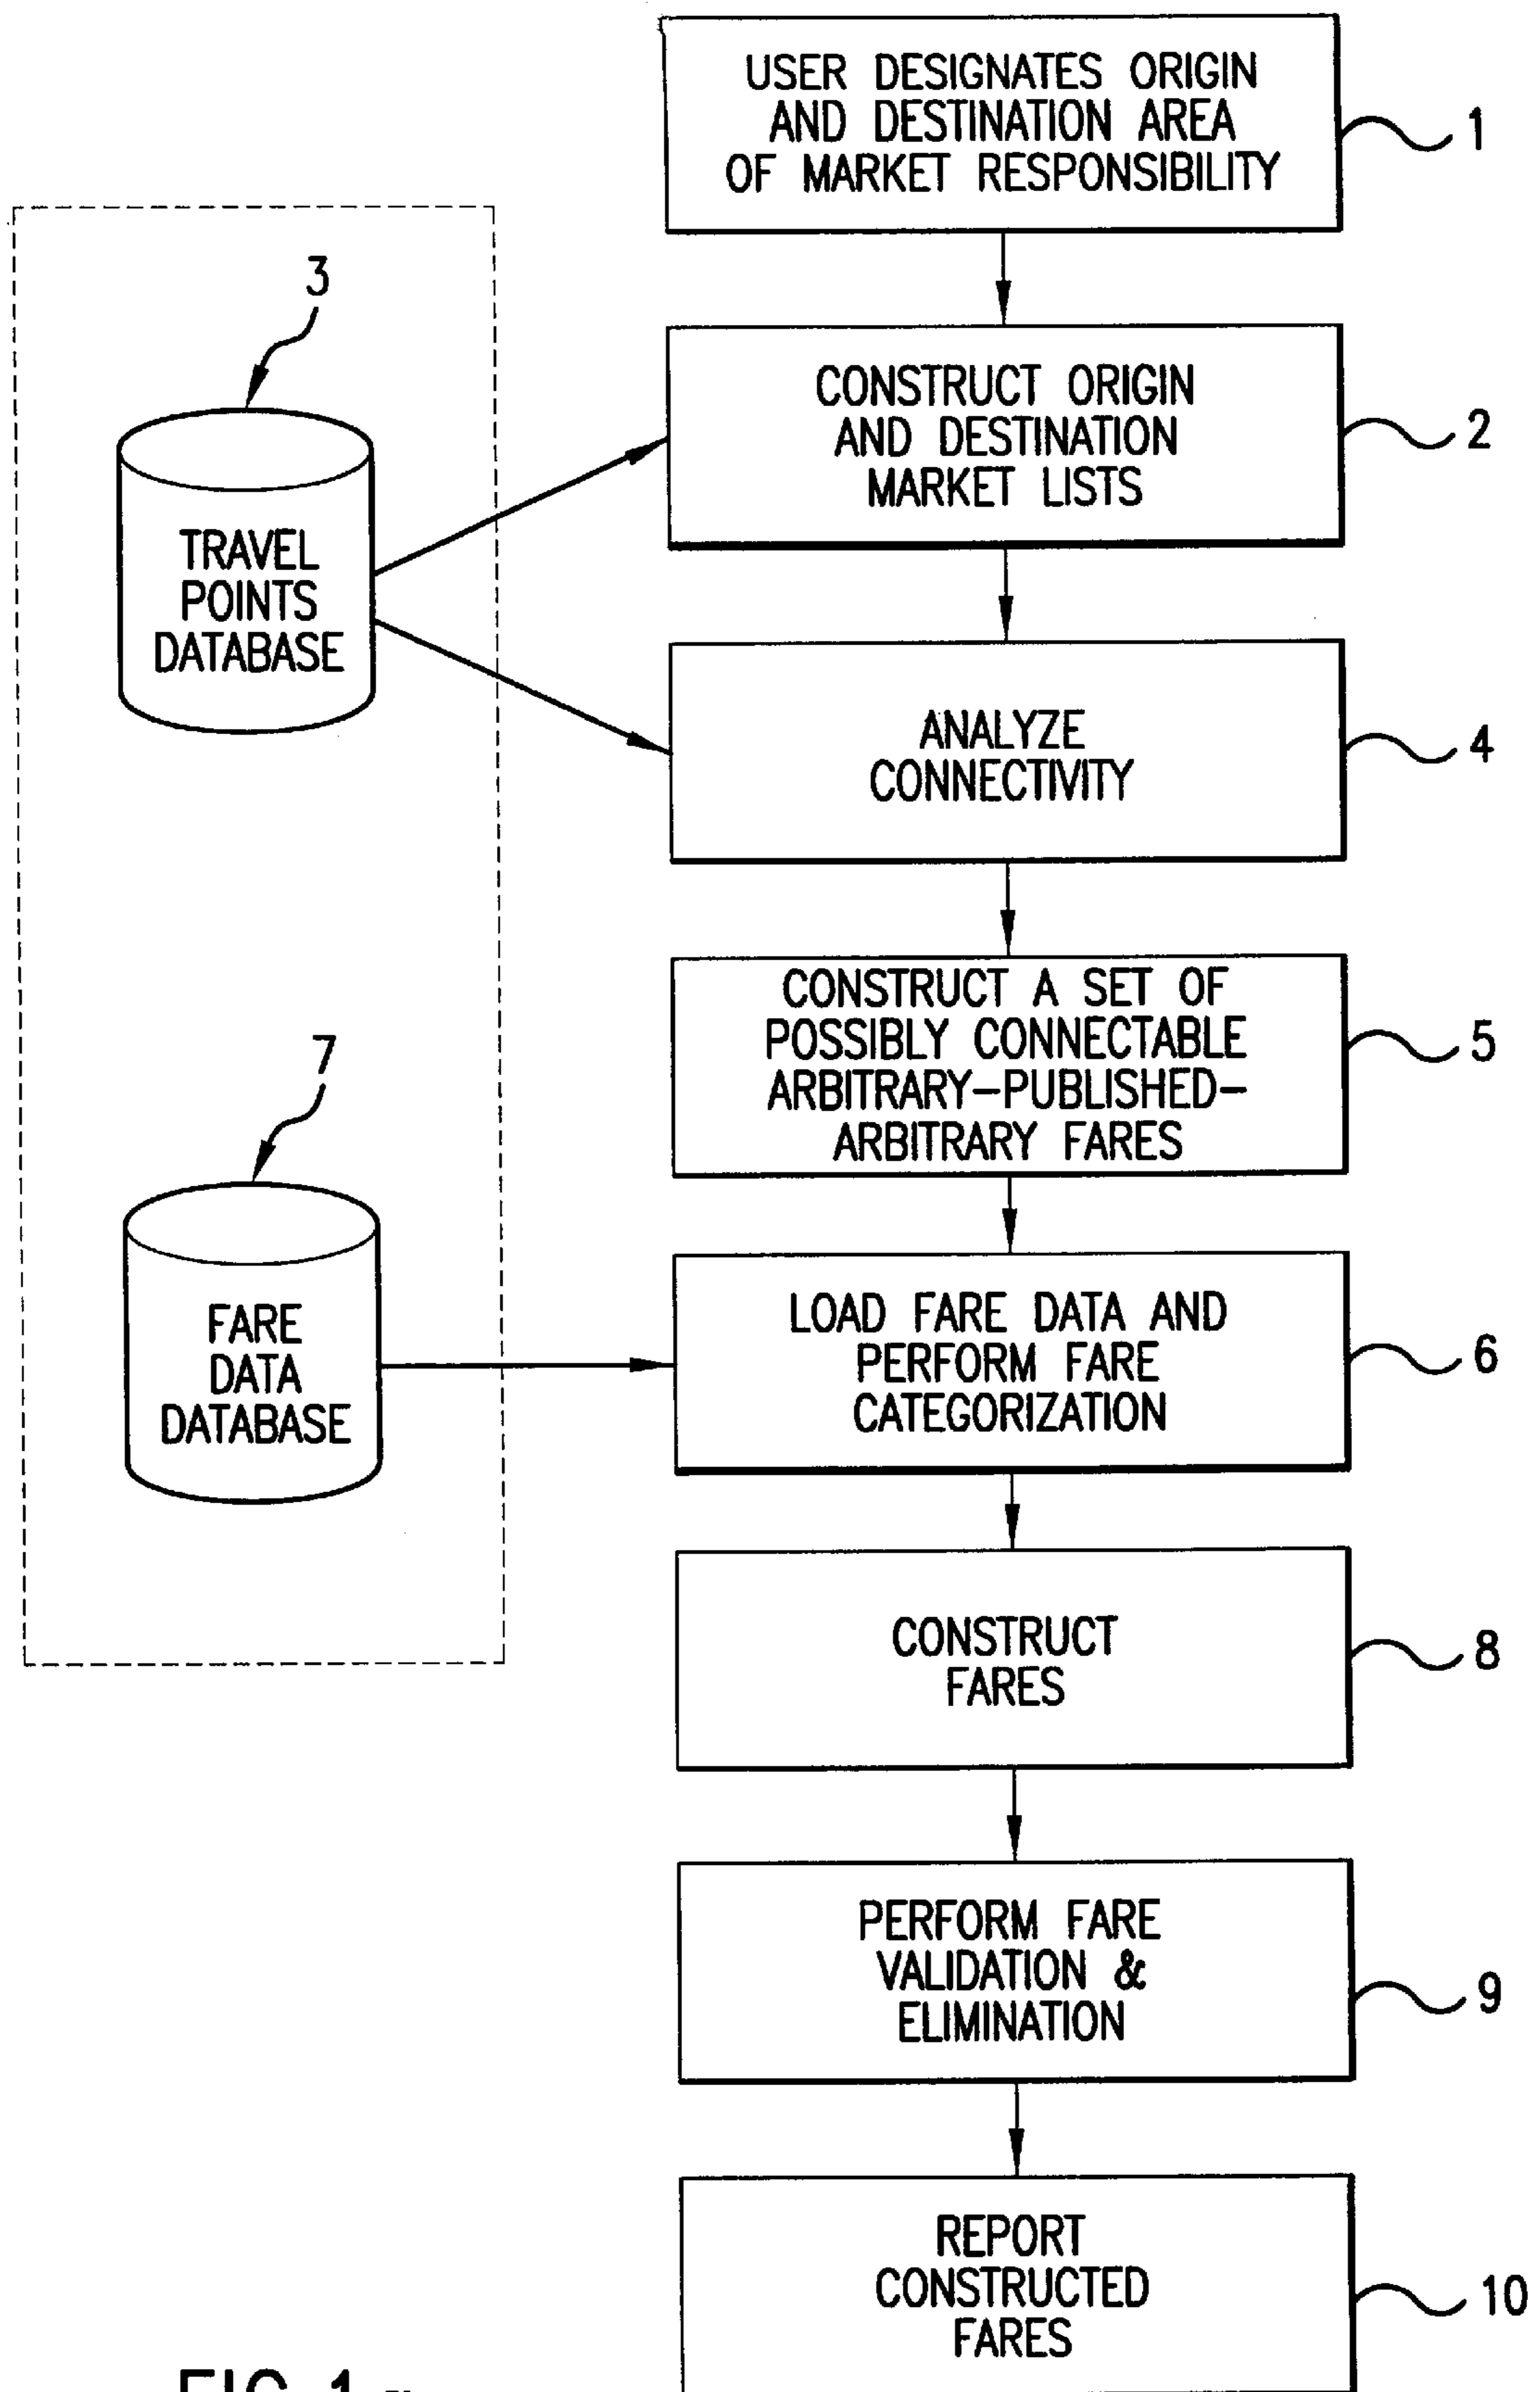 USER DESIGNATES ORIGIN
AND DESTINATION AREA
OF MARKET RESPONSIBILITY
1
3
CONSTRUCT ORIGIN
AND DESTINATION
MARKET LISTS
2
TRAVEL
POINTS
DATABASE
ANALYZE
CONNECTIVITY
4
CONSTRUCT A SET OF
POSSIBLY CONNECTABLE
ARBITRARY-PUBLISHED-
ARBITRARY FARES
5
7
FARE
DATA
DATABASE
LOAD FARE DATA AND
PERFORM FARE
CATEGORIZATION
6
CONSTRUCT
FARES
8
PERFORM FARE
VALIDATION &
ELIMINATION
9
REPORT
CONSTRUCTED
FARES
10
FIG.1